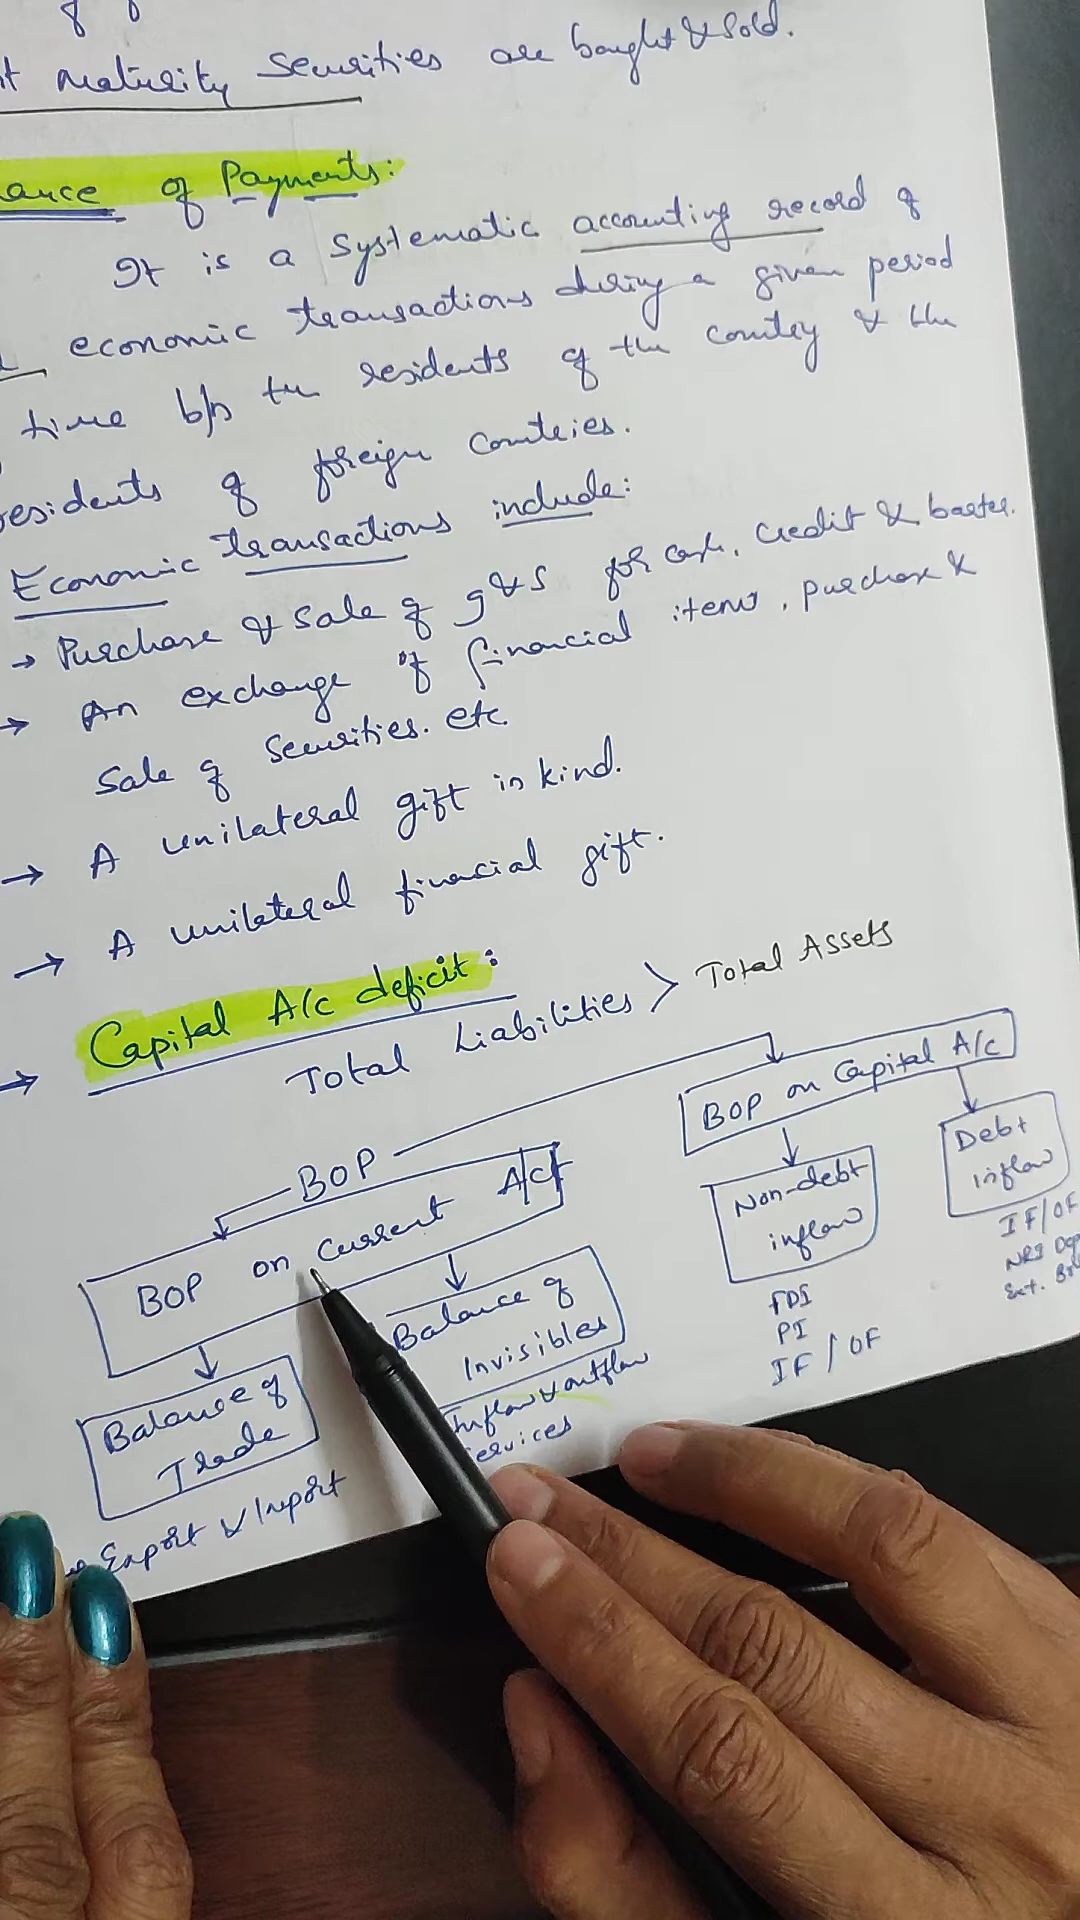 maturity securities are bought & sold.
ance of Payments:
It is a systematic accounting record of
economic transactions during a given period
time b/n the residents of the country & the
residents of foreign countries.
Economic transactions include:
→ Purchase & Sale of g&s for cash, credit & barter.
→ An exchange of financial items, purchase &
Sale of Securities. etc.
→ A unilateral gift in kind.
→ A unilateral financial gift.
Capital A/c deficit:
→ Total Liabilities > Total Assets
BOP
BOP on Current A/c
Balance of
Trade
Export & Import
Balance of
Invisibles
Inflow & outflow
services
BOP on Capital A/c
Non-debt
inflow
FDI
PI
IF / OF
Debt
inflow
IF/OF
NRI Dep
Ext.